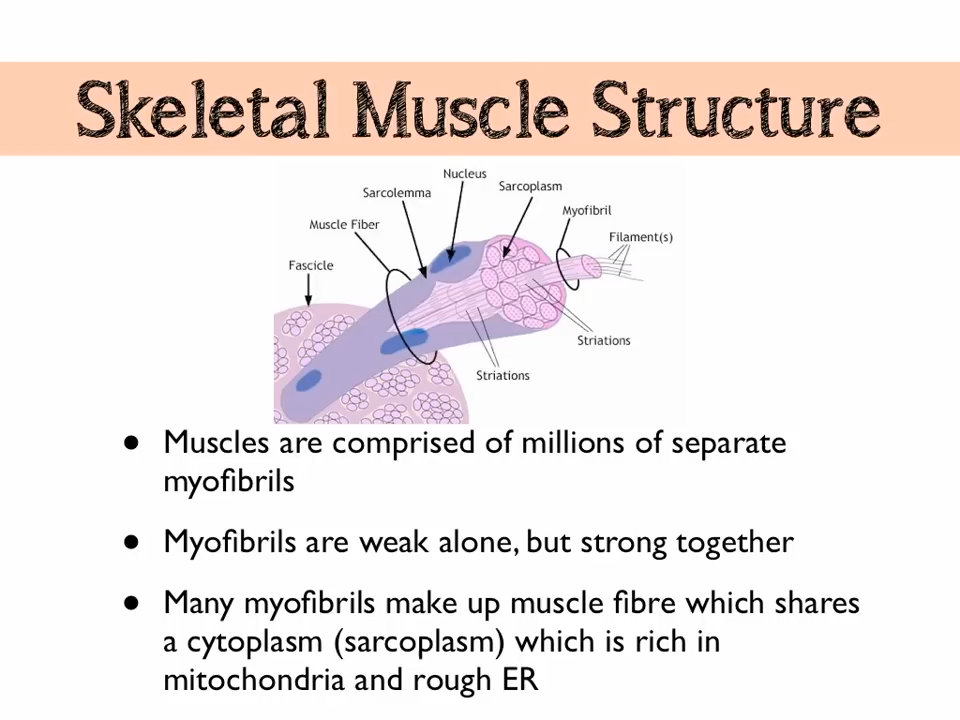 Skeletal Muscle Structure
Nucleus
Sarcolemma
Sarcoplasm
Muscle Fiber
Myofibril
Filament(s)
Fascicle
Striations
Striations
• Muscles are comprised of millions of separate
myofibrils
• Myofibrils are weak alone, but strong together
• Many myofibrils make up muscle fibre which shares
a cytoplasm (sarcoplasm) which is rich in
mitochondria and rough ER